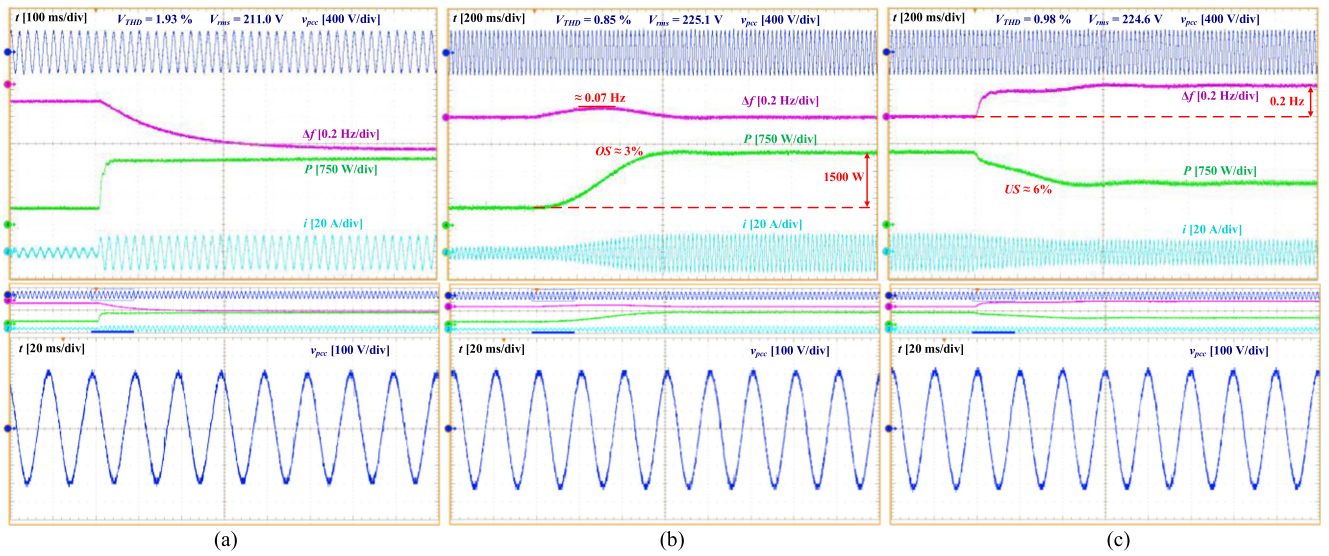 t [100 ms/div] V_THD = 1.93 % V_rms = 211.0 V v_pcc [400 V/div]
Δf [0.2 Hz/div]
P [750 W/div]
i [20 A/div]
t [20 ms/div] v_pcc [100 V/div]
(a)
t [200 ms/div] V_THD = 0.85 % V_rms = 225.1 V v_pcc [400 V/div]
≈ 0.07 Hz
Δf [0.2 Hz/div]
P [750 W/div]
OS ≈ 3%
1500 W
i [20 A/div]
t [20 ms/div] v_pcc [100 V/div]
(b)
t [200 ms/div] V_THD = 0.98 % V_rms = 224.6 V v_pcc [400 V/div]
Δf [0.2 Hz/div] 0.2 Hz
P [750 W/div]
US ≈ 6%
i [20 A/div]
t [20 ms/div] v_pcc [100 V/div]
(c)